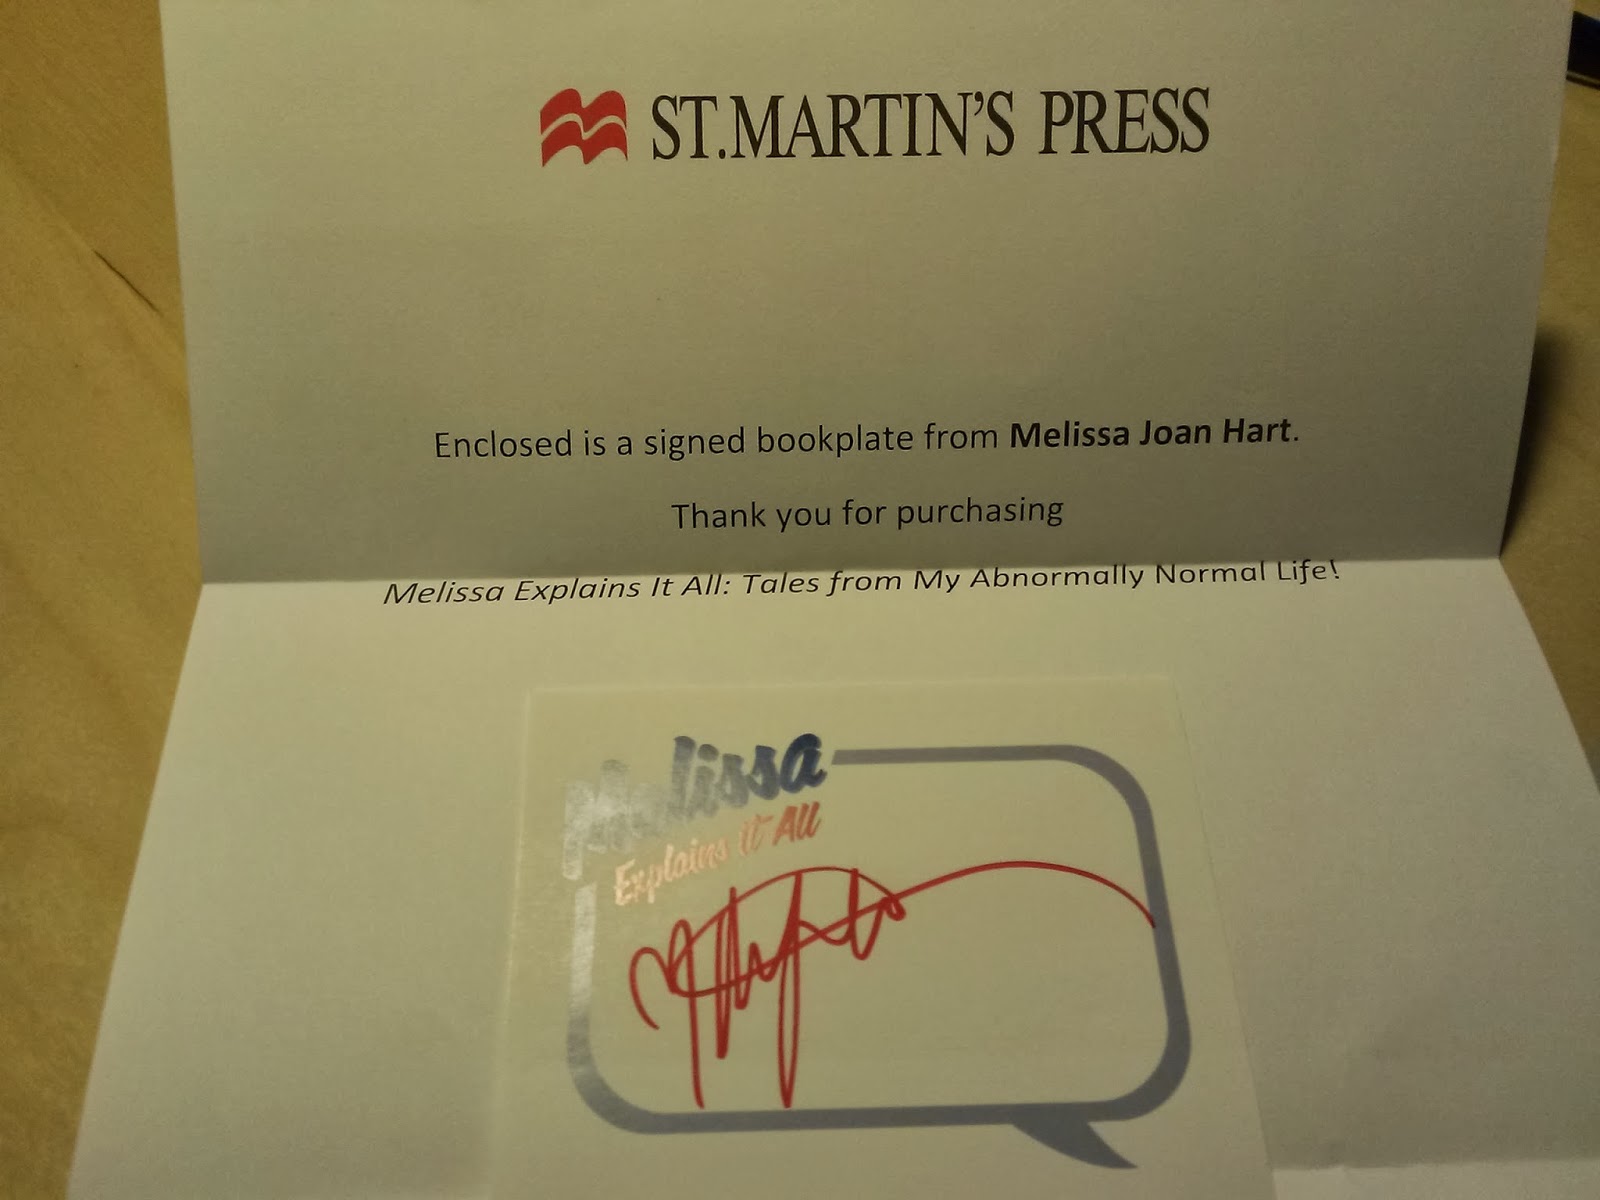 ST.MARTIN'S PRESS
Enclosed is a signed bookplate from Melissa Joan Hart.
Thank you for purchasing
Melissa Explains It All: Tales from My Abnormally Normal Life!
Melissa
Explains It All